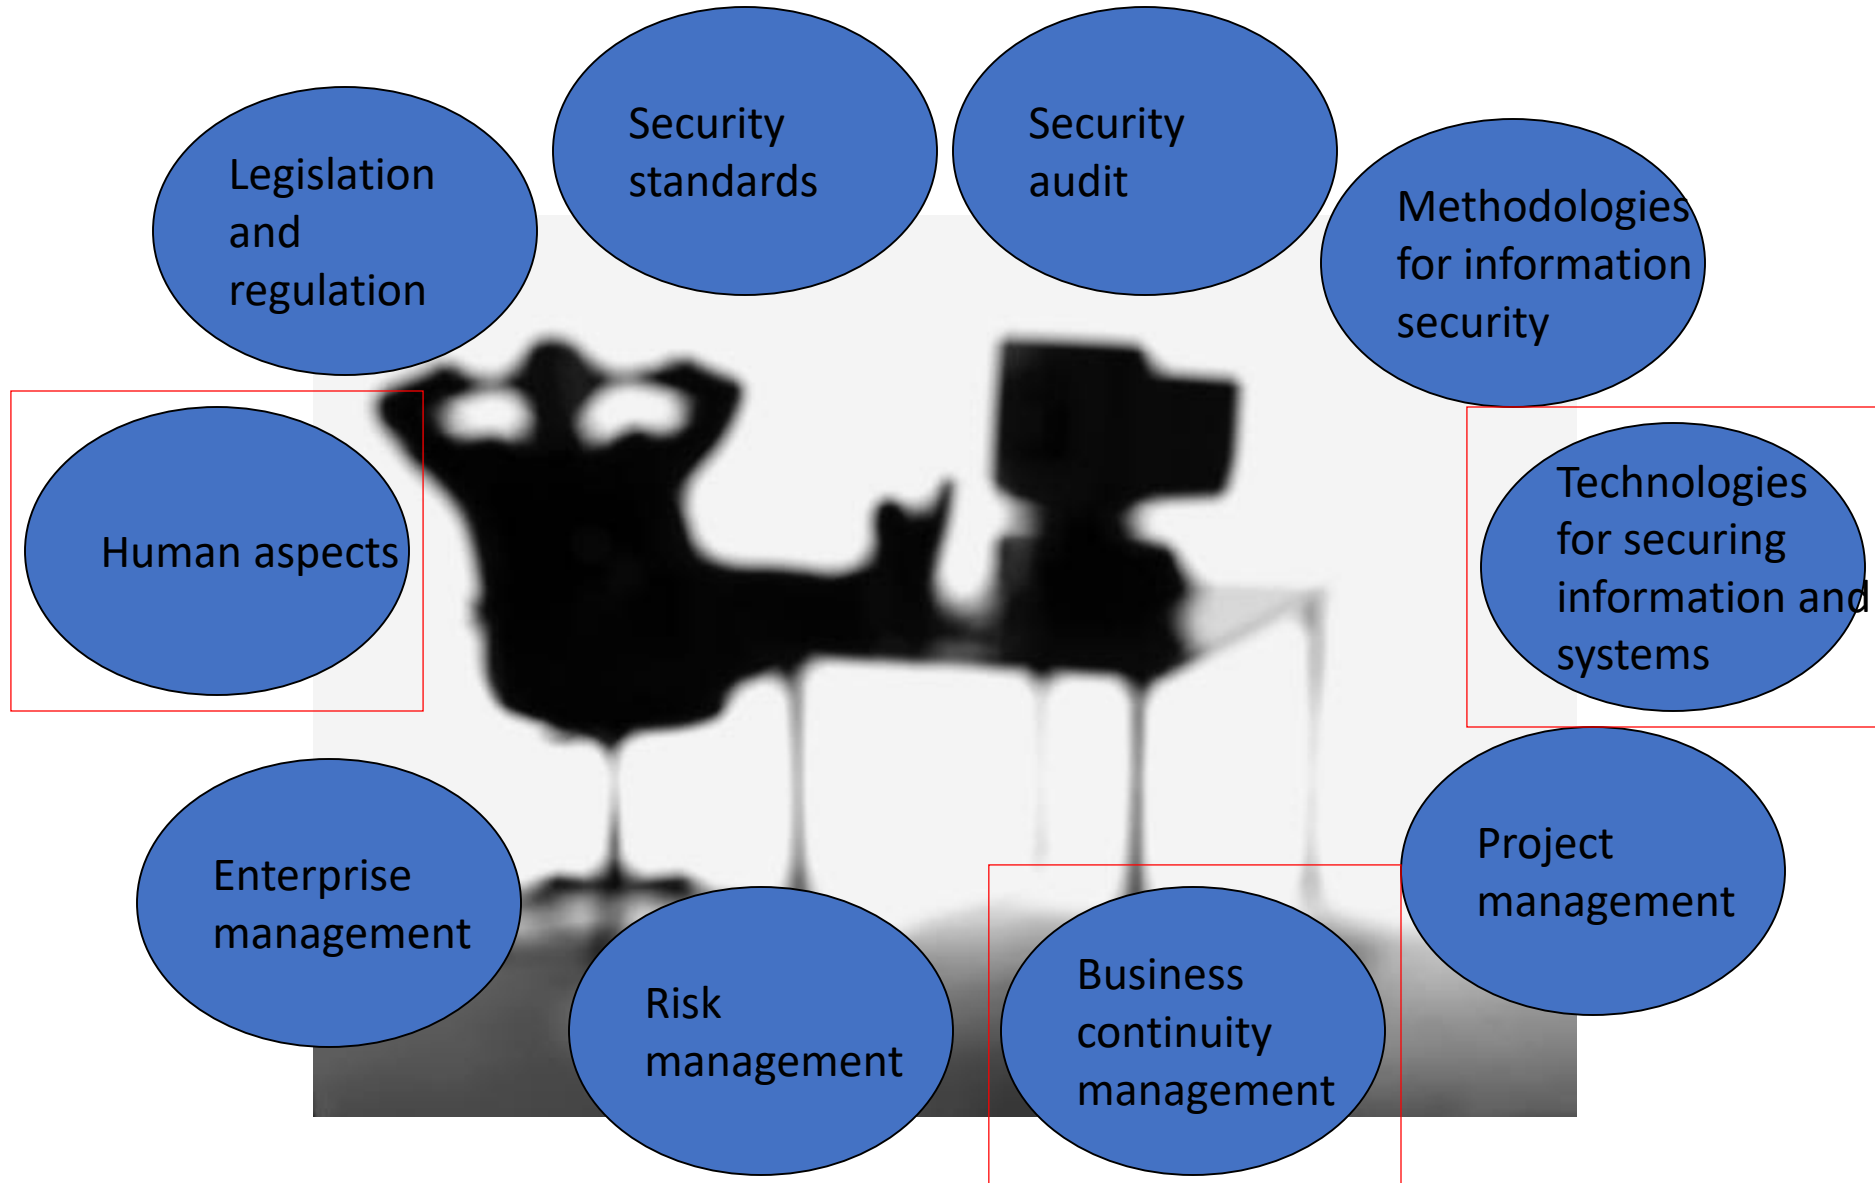 Security
standards
Security
audit
Legislation
and
regulation
Methodologies
for information
security
Human aspects
Technologies
for securing
information and
systems
Enterprise
management
Project
management
Risk
management
Business
continuity
management